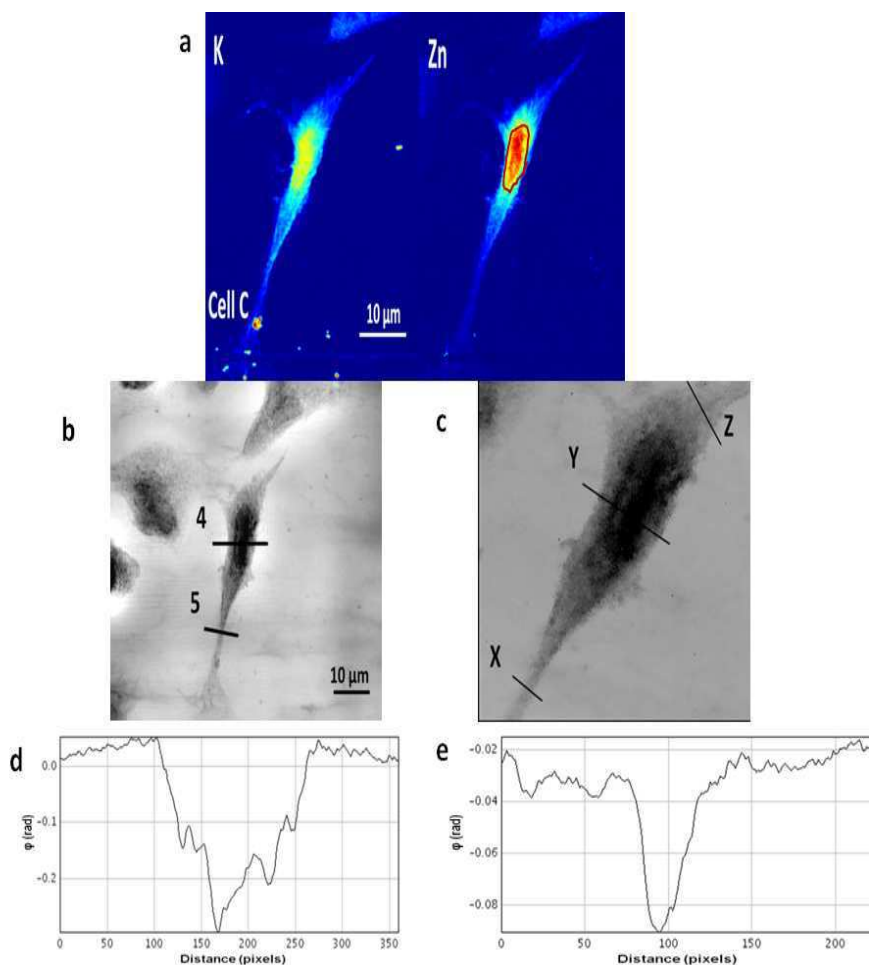 a
K
Zn
Cell C
10 µm
b
4
5
10 µm
c
Y
Z
X
d
0.0
-0.1
-0.2
φ (rad)
0 50 100 150 200 250 300 350
Distance (pixels)
e
-0.02
-0.04
-0.06
-0.08
φ (rad)
0 50 100 150 200
Distance (pixels)